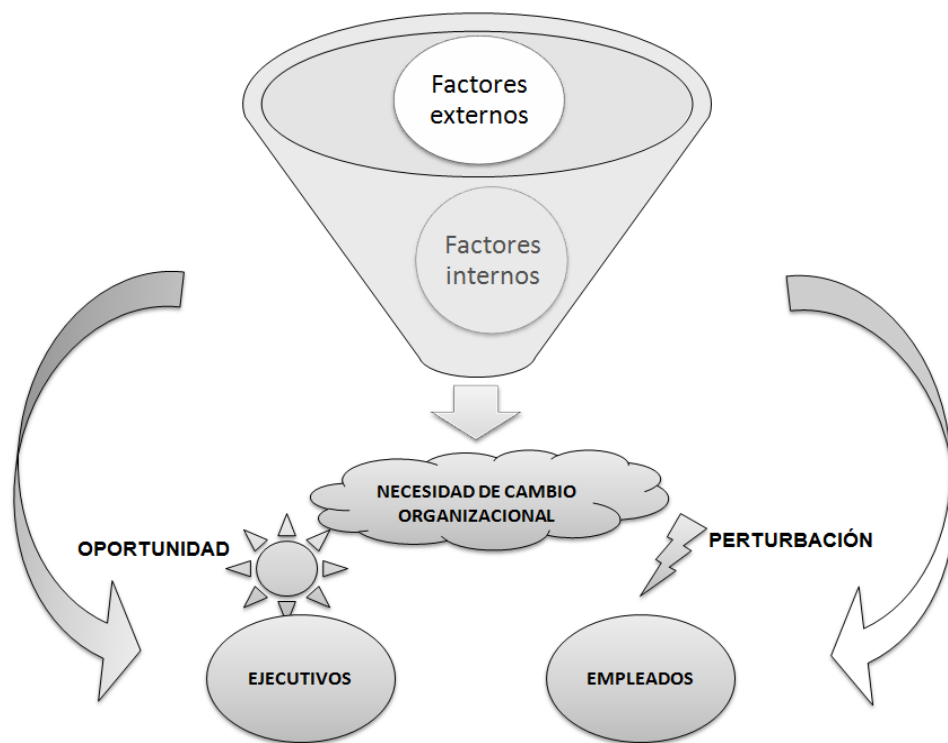 Factores
externos
Factores
internos
NECESIDAD DE CAMBIO
ORGANIZACIONAL
OPORTUNIDAD
PERTURBACIÓN
EJECUTIVOS
EMPLEADOS